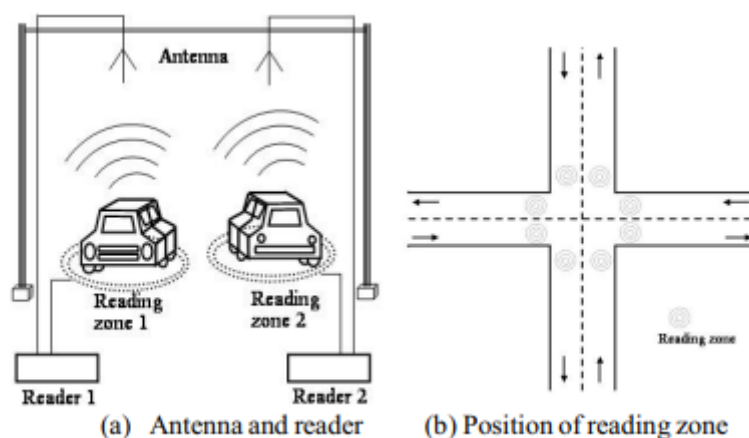 Antenna
Reading
zone 1
Reading
zone 2
Reader 1
Reader 2
(a) Antenna and reader
Reading zone
(b) Position of reading zone